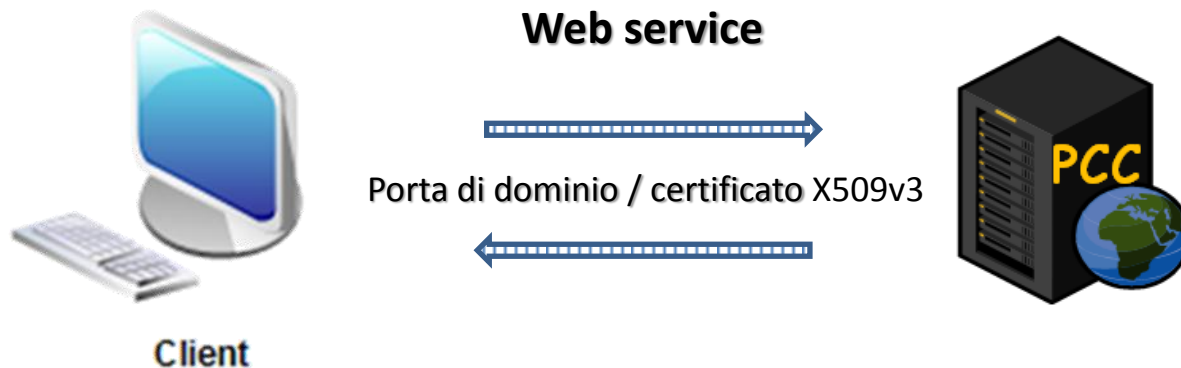 Web service
PCC
Porta di dominio / certificato X509v3
Client